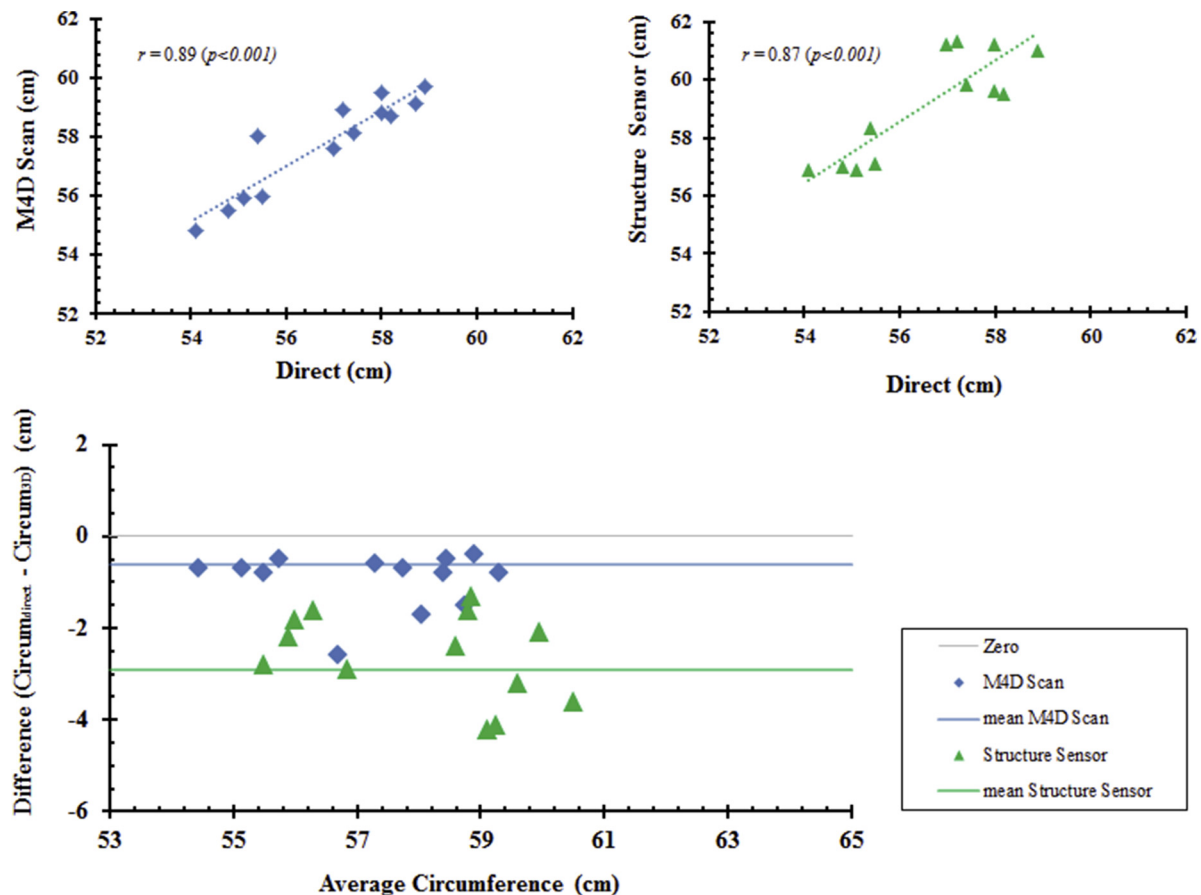 62
60
58
56
54
52
M4D Scan (cm)
r = 0.89 (p<0.001)
52 54 56 58 60 62
Direct (cm)
62
60
58
56
54
52
Structure Sensor (cm)
r = 0.87 (p<0.001)
52 54 56 58 60 62
Direct (cm)
2
0
-2
-4
-6
Difference (Circumdirect - Circum3D) (cm)
53 55 57 59 61 63 65
Average Circumference (cm)
Zero
M4D Scan
mean M4D Scan
Structure Sensor
mean Structure Sensor